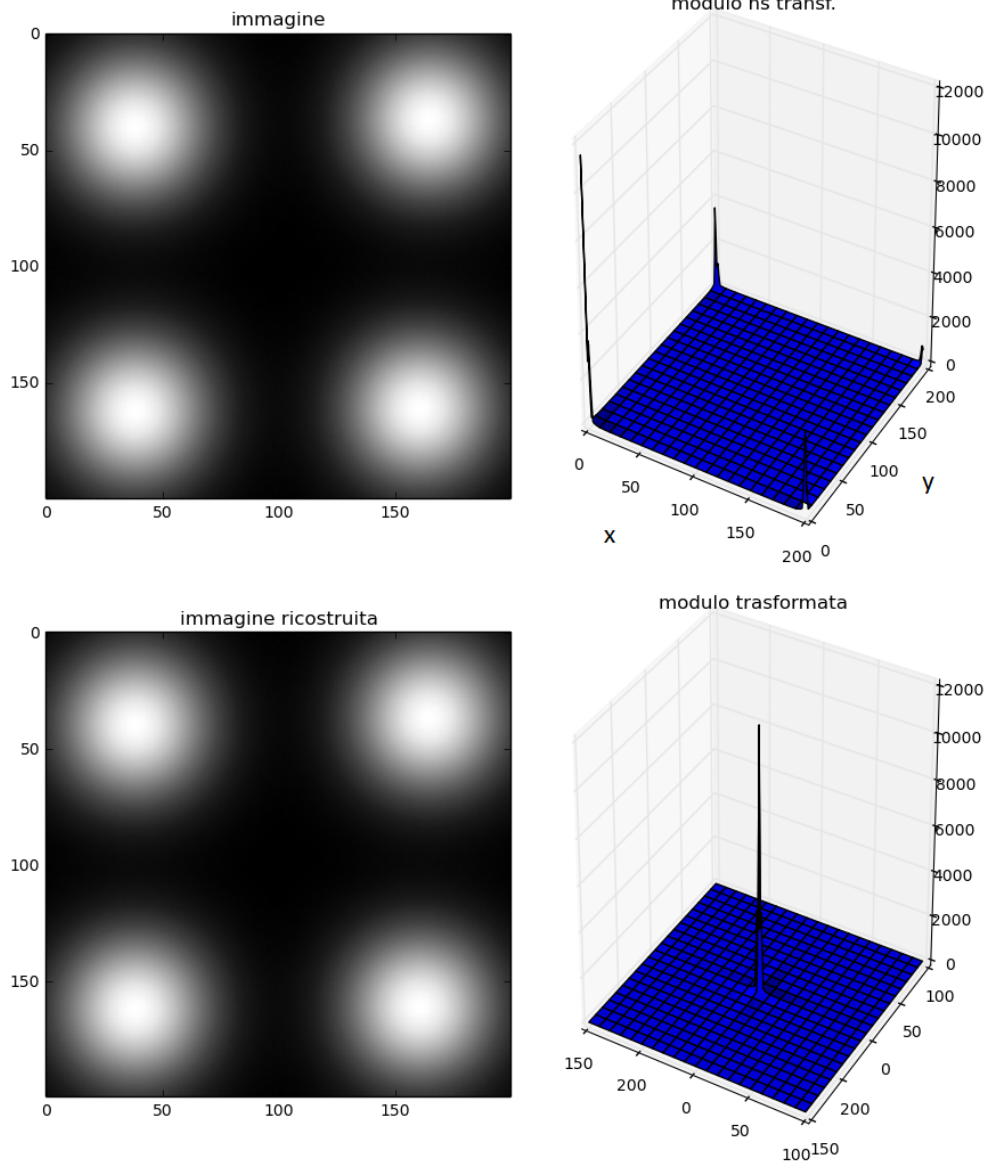 immagine
0
50
100
150
0 50 100 150
modulo ns transf.
12000
10000
8000
6000
4000
2000
0
0 50 100 150 200
x
0 50 100 150 200
y
immagine ricostruita
0
50
100
150
0 50 100 150
modulo trasformata
12000
10000
8000
6000
4000
2000
0
150 200 0 50 100
150 200 0 50 100